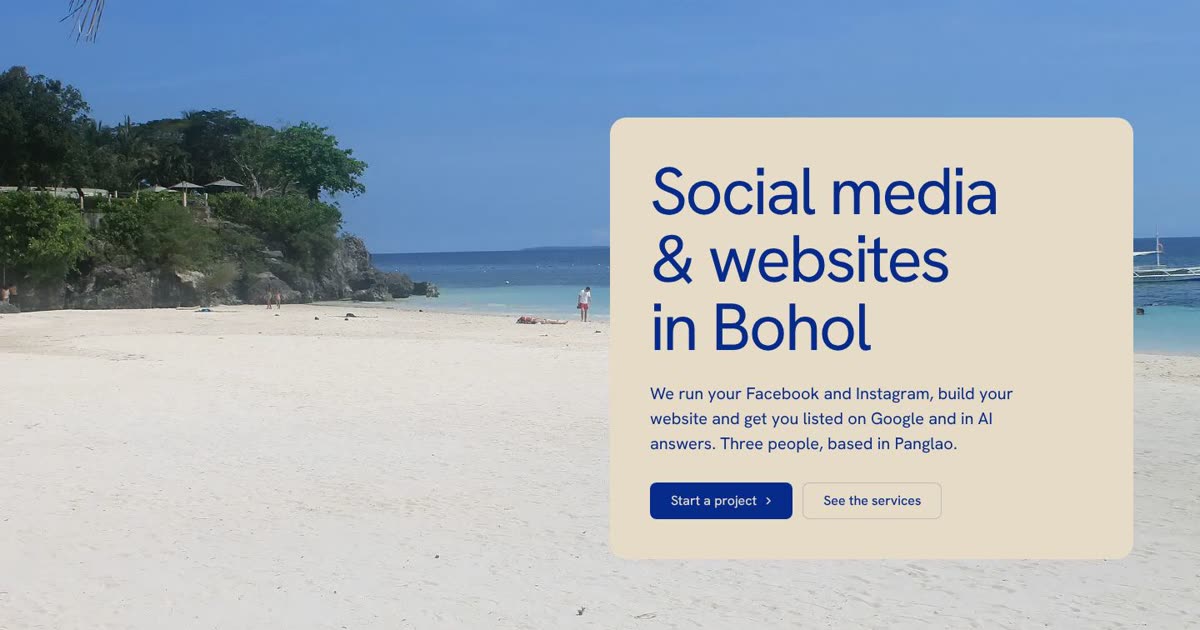 Social media
& websites
in Bohol
We run your Facebook and Instagram, build your
website and get you listed on Google and in AI
answers. Three people, based in Panglao.
Start a project
See the services